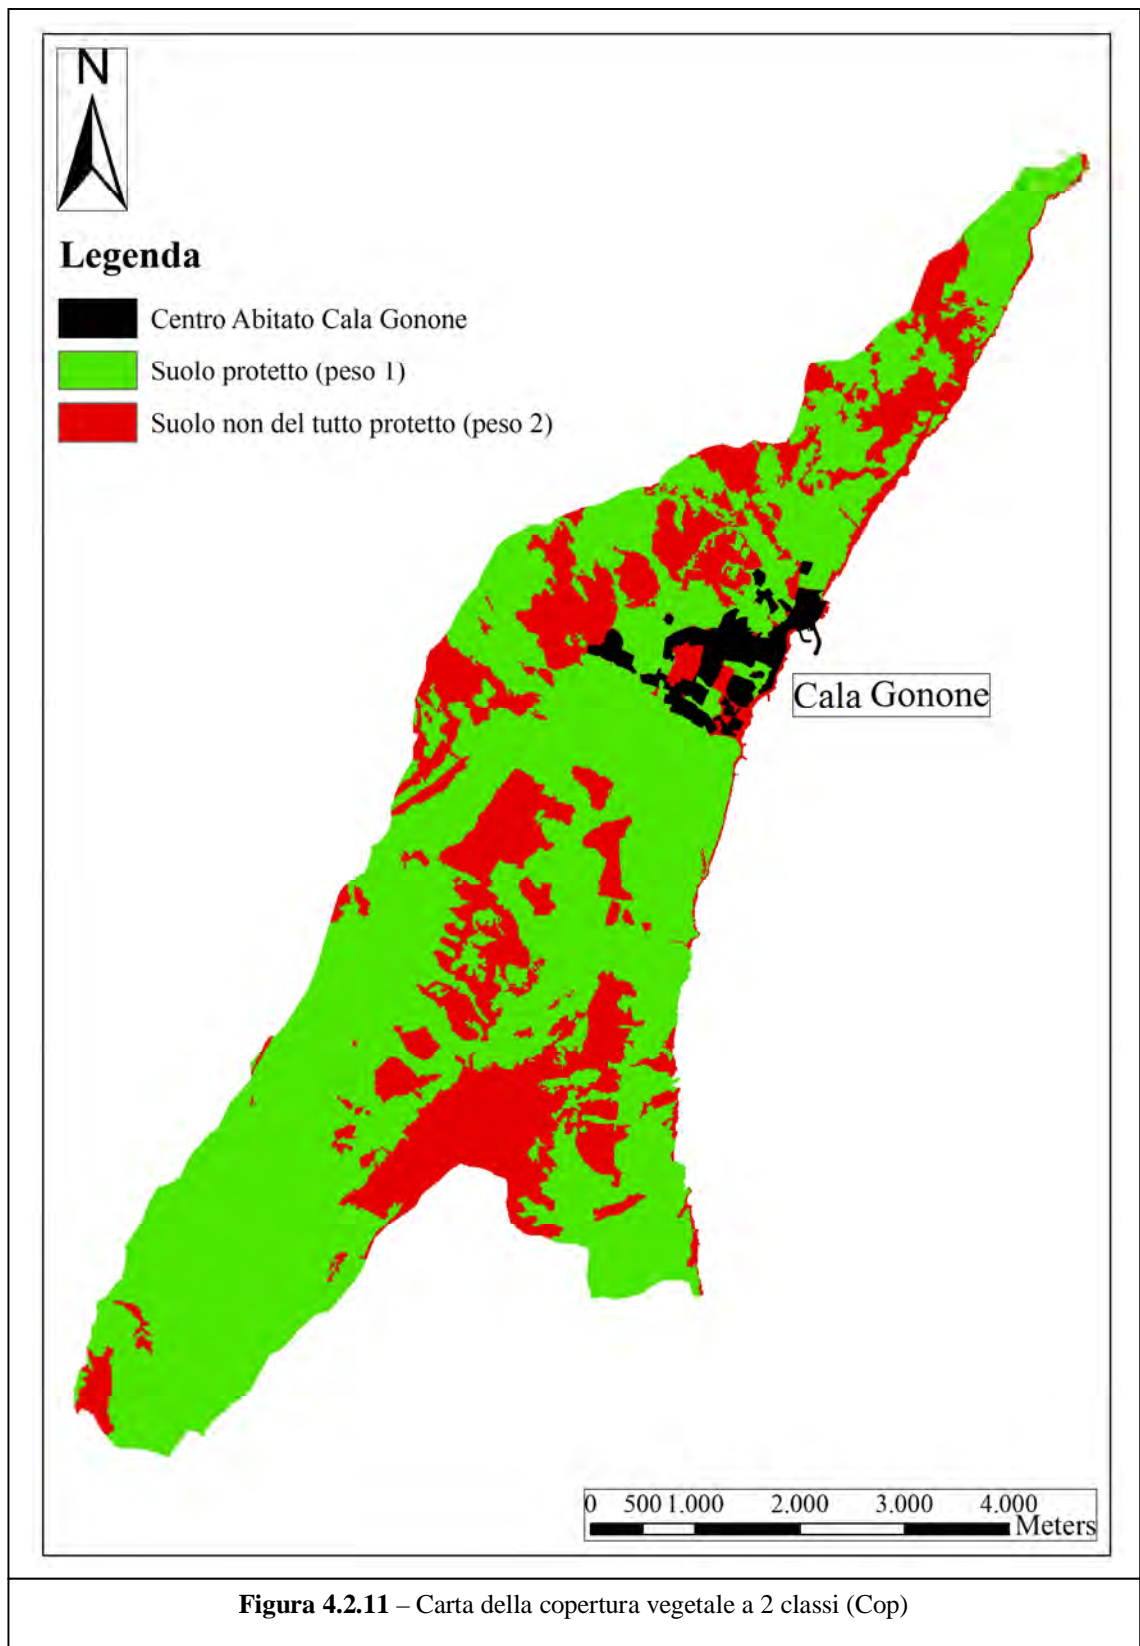 N
Legenda
Centro Abitato Cala Gonone
Suolo protetto (peso 1)
Suolo non del tutto protetto (peso 2)
Cala Gonone
0 500 1.000 2.000 3.000 4.000
Meters
Figura 4.2.11 – Carta della copertura vegetale a 2 classi (Cop)